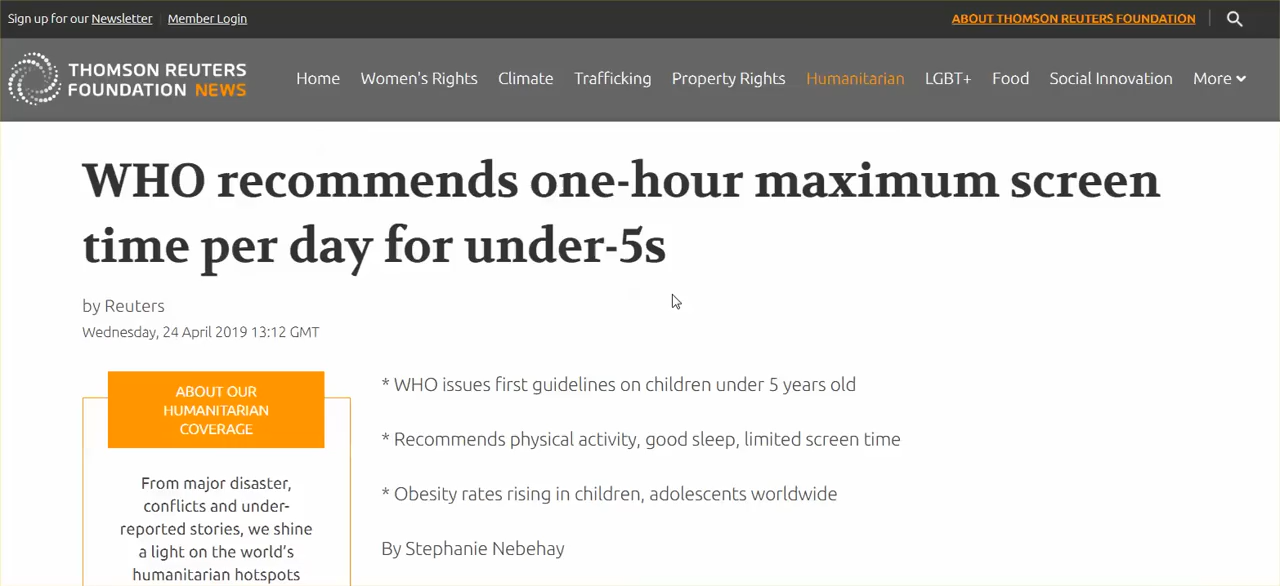 Sign up for our Newsletter Member Login
ABOUT THOMSON REUTERS FOUNDATION
THOMSON REUTERS
FOUNDATION NEWS
Home Women's Rights Climate Trafficking Property Rights Humanitarian LGBT+ Food Social Innovation More
WHO recommends one-hour maximum screen
time per day for under-5s
by Reuters
Wednesday, 24 April 2019 13:12 GMT
ABOUT OUR
HUMANITARIAN
COVERAGE
From major disaster,
conflicts and under-
reported stories, we shine
a light on the world’s
humanitarian hotspots
* WHO issues first guidelines on children under 5 years old
* Recommends physical activity, good sleep, limited screen time
* Obesity rates rising in children, adolescents worldwide
By Stephanie Nebehay